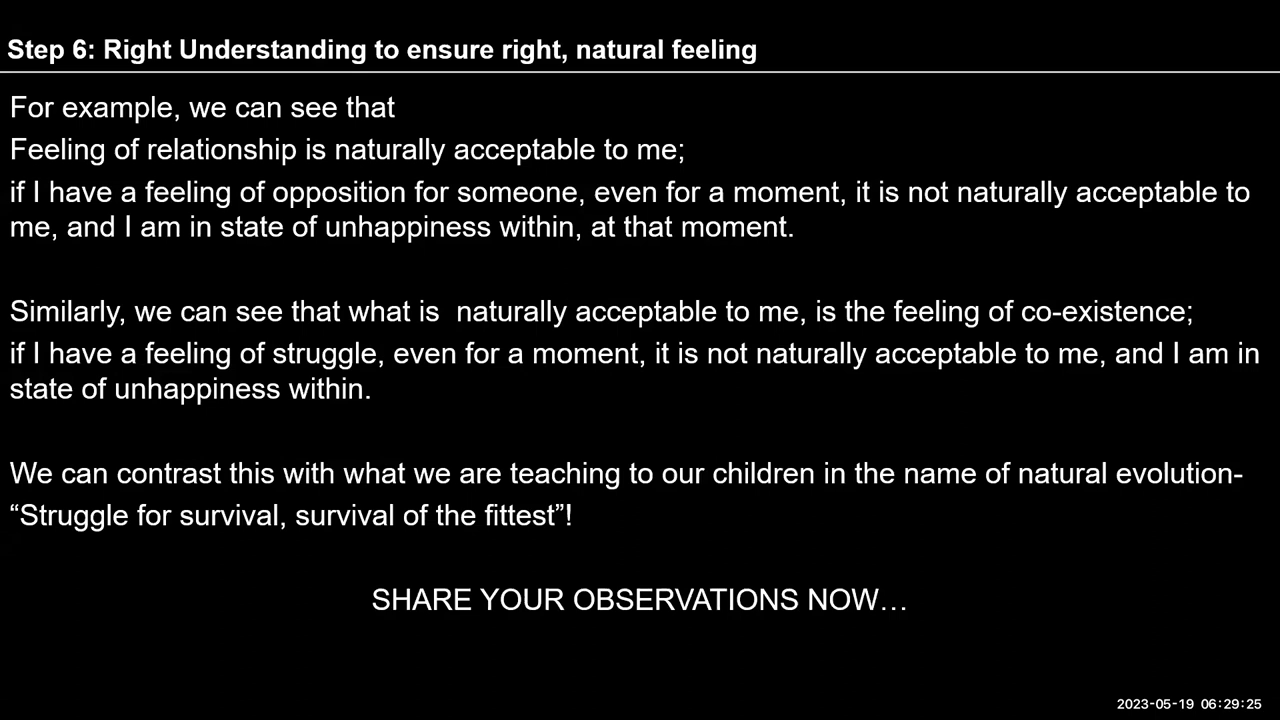 Step 6: Right Understanding to ensure right, natural feeling
For example, we can see that
Feeling of relationship is naturally acceptable to me;
if I have a feeling of opposition for someone, even for a moment, it is not naturally acceptable to
me, and I am in state of unhappiness within, at that moment.
Similarly, we can see that what is  naturally acceptable to me, is the feeling of co-existence;
if I have a feeling of struggle, even for a moment, it is not naturally acceptable to me, and I am in
state of unhappiness within.
We can contrast this with what we are teaching to our children in the name of natural evolution-
“Struggle for survival, survival of the fittest”!
SHARE YOUR OBSERVATIONS NOW…
2023-05-19 06:29:25